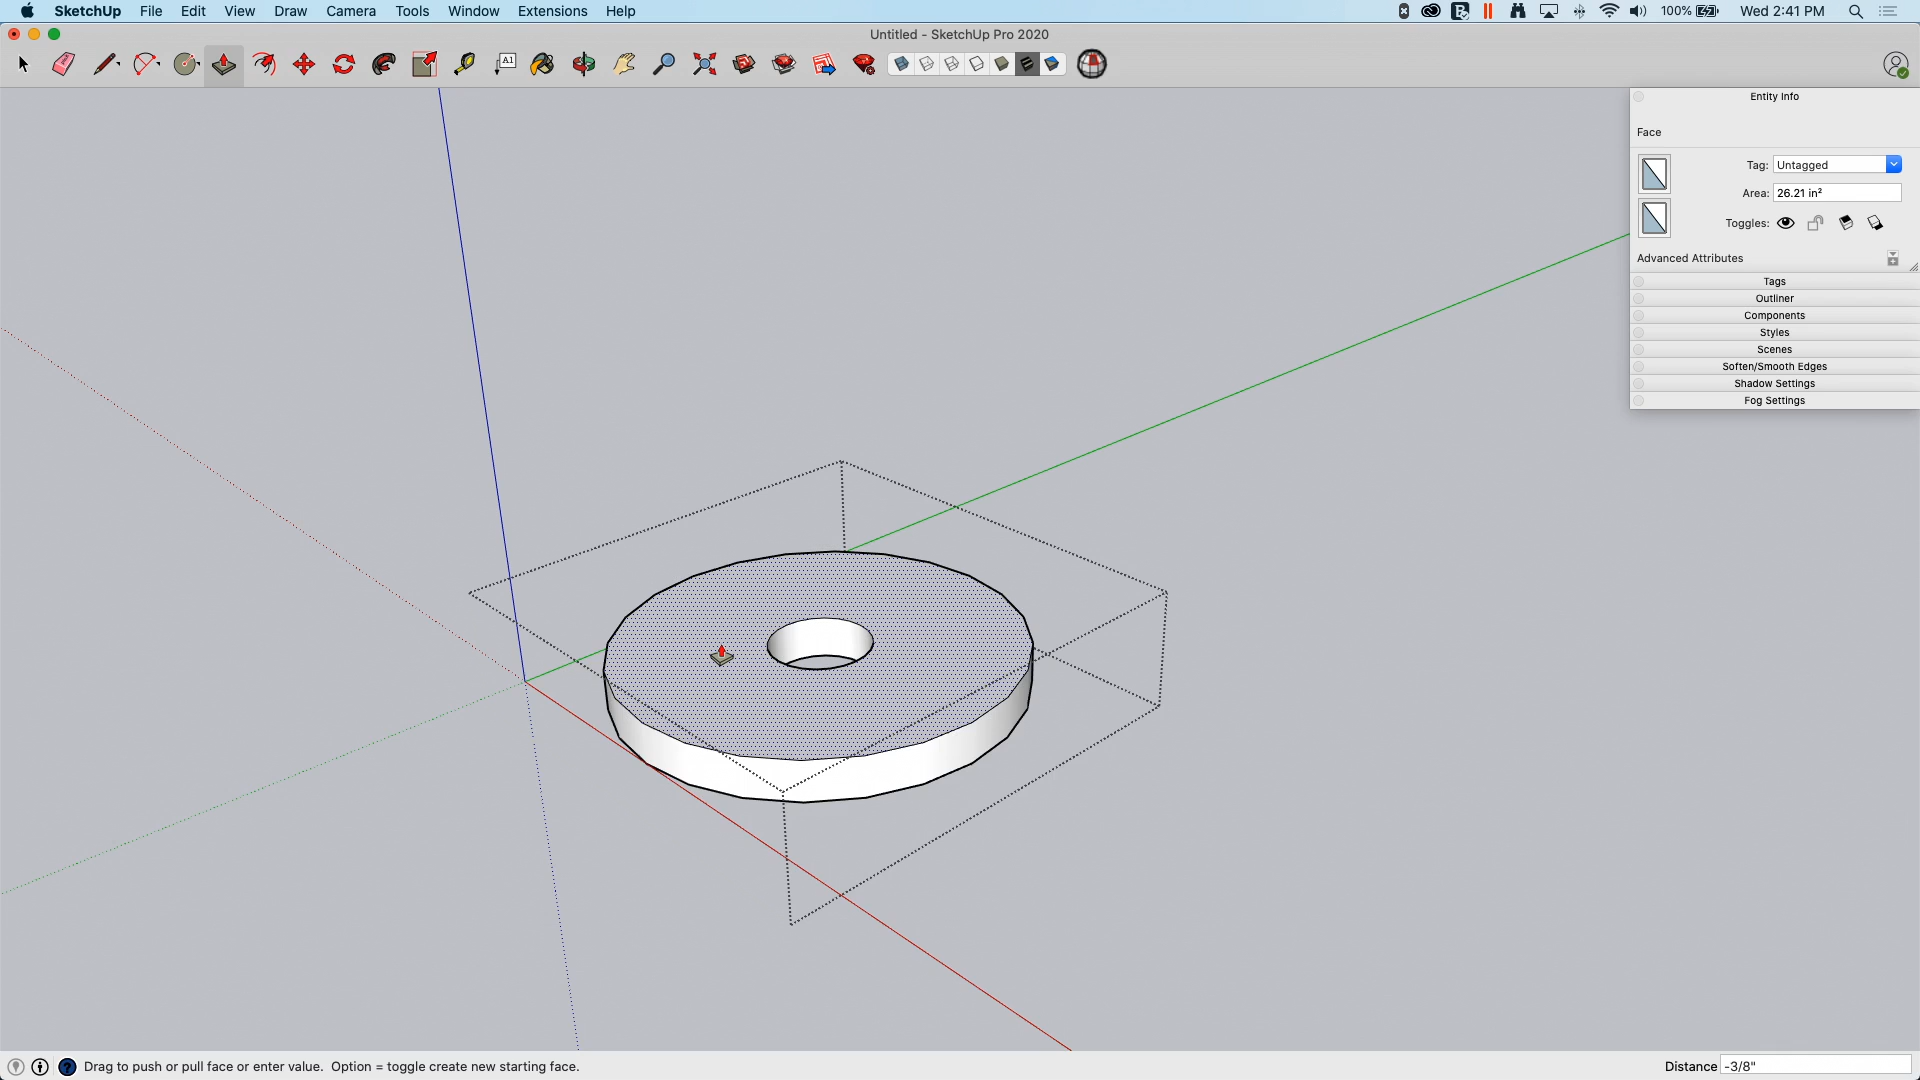 SketchUp File Edit View Draw Camera Tools Window Extensions Help 100% Wed 2:41 PM
Untitled - SketchUp Pro 2020
A1
Entity Info
Face
Tag: Untagged
Area: 26.21 in²
Toggles:
Advanced Attributes
Tags
Outliner
Components
Styles
Scenes
Soften/Smooth Edges
Shadow Settings
Fog Settings
Drag to push or pull face or enter value. Option = toggle create new starting face. Distance -3/8"